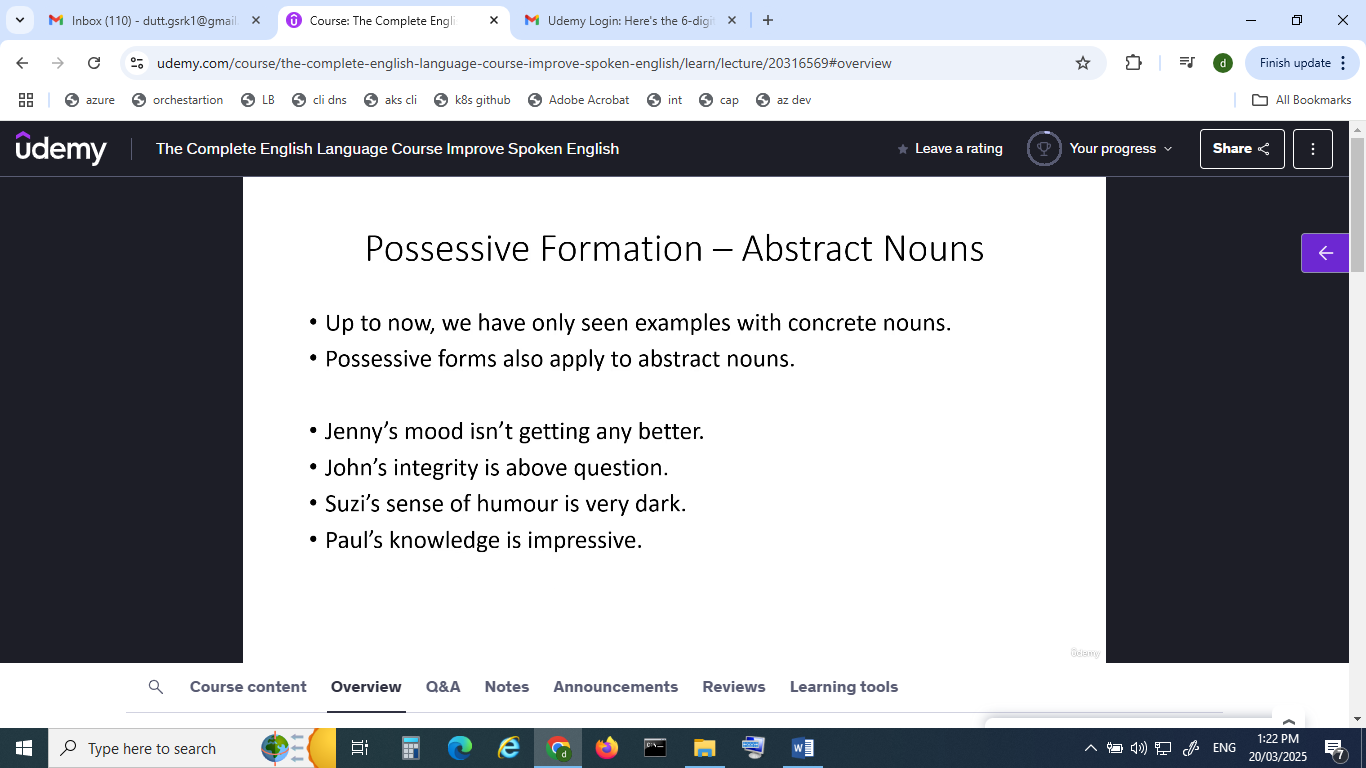 Inbox (110) - dutt.gsrk1@gmail
Course: The Complete Engli
Udemy Login: Here's the 6-digi
udemy.com/course/the-complete-english-language-course-improve-spoken-english/learn/lecture/20316569#overview
d
Finish update
azure
orchestartion
LB
cli dns
aks cli
k8s github
Adobe Acrobat
int
cap
az dev
All Bookmarks
udemy
The Complete English Language Course Improve Spoken English
Leave a rating
Your progress
Share
Possessive Formation – Abstract Nouns
• Up to now, we have only seen examples with concrete nouns.
• Possessive forms also apply to abstract nouns.
• Jenny’s mood isn’t getting any better.
• John’s integrity is above question.
• Suzi’s sense of humour is very dark.
• Paul’s knowledge is impressive.
ûdemy
Course content
Overview
Q&A
Notes
Announcements
Reviews
Learning tools
Type here to search
ENG
1:22 PM
20/03/2025
7